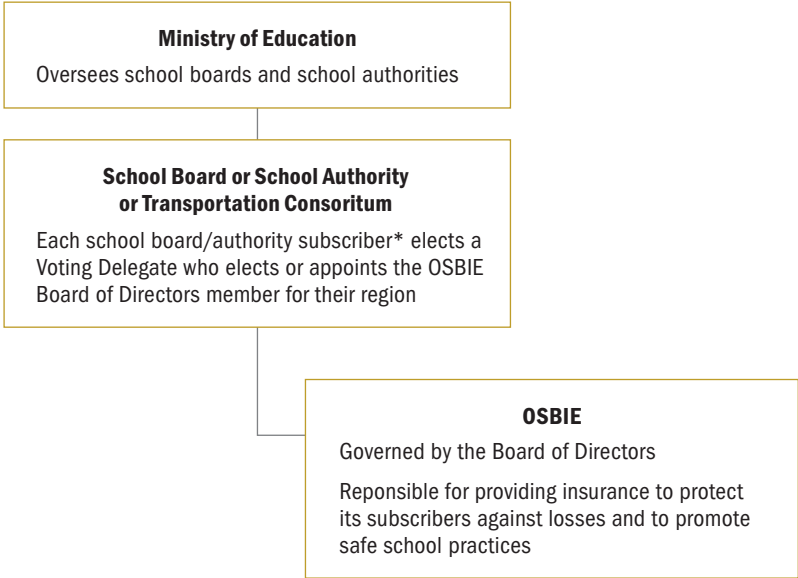 Ministry of Education
Oversees school boards and school authorities
School Board or School Authority
or Transportation Consoritum
Each school board/authority subscriber* elects a
Voting Delegate who elects or appoints the OSBIE
Board of Directors member for their region
OSBIE
Governed by the Board of Directors
Reponsible for providing insurance to protect
its subscribers against losses and to promote
safe school practices